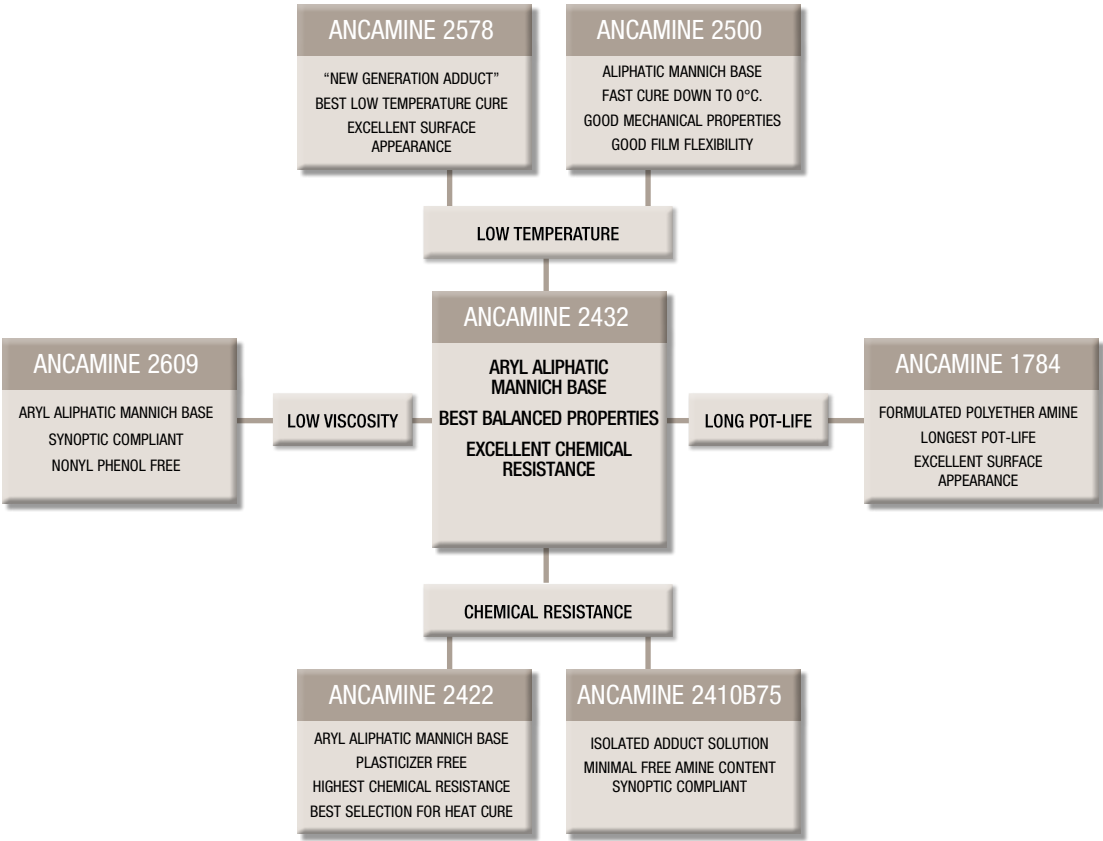 ANCAMINE 2578
“NEW GENERATION ADDUCT”
BEST LOW TEMPERATURE CURE
EXCELLENT SURFACE
APPEARANCE
ANCAMINE 2500
ALIPHATIC MANNICH BASE
FAST CURE DOWN TO 0°C.
GOOD MECHANICAL PROPERTIES
GOOD FILM FLEXIBILITY
LOW TEMPERATURE
ANCAMINE 2609
ARYL ALIPHATIC MANNICH BASE
SYNOPTIC COMPLIANT
NONYL PHENOL FREE
LOW VISCOSITY
ANCAMINE 2432
ARYL ALIPHATIC
MANNICH BASE
BEST BALANCED PROPERTIES
EXCELLENT CHEMICAL
RESISTANCE
LONG POT-LIFE
ANCAMINE 1784
FORMULATED POLYETHER AMINE
LONGEST POT-LIFE
EXCELLENT SURFACE
APPEARANCE
CHEMICAL RESISTANCE
ANCAMINE 2422
ARYL ALIPHATIC MANNICH BASE
PLASTICIZER FREE
HIGHEST CHEMICAL RESISTANCE
BEST SELECTION FOR HEAT CURE
ANCAMINE 2410B75
ISOLATED ADDUCT SOLUTION
MINIMAL FREE AMINE CONTENT
SYNOPTIC COMPLIANT